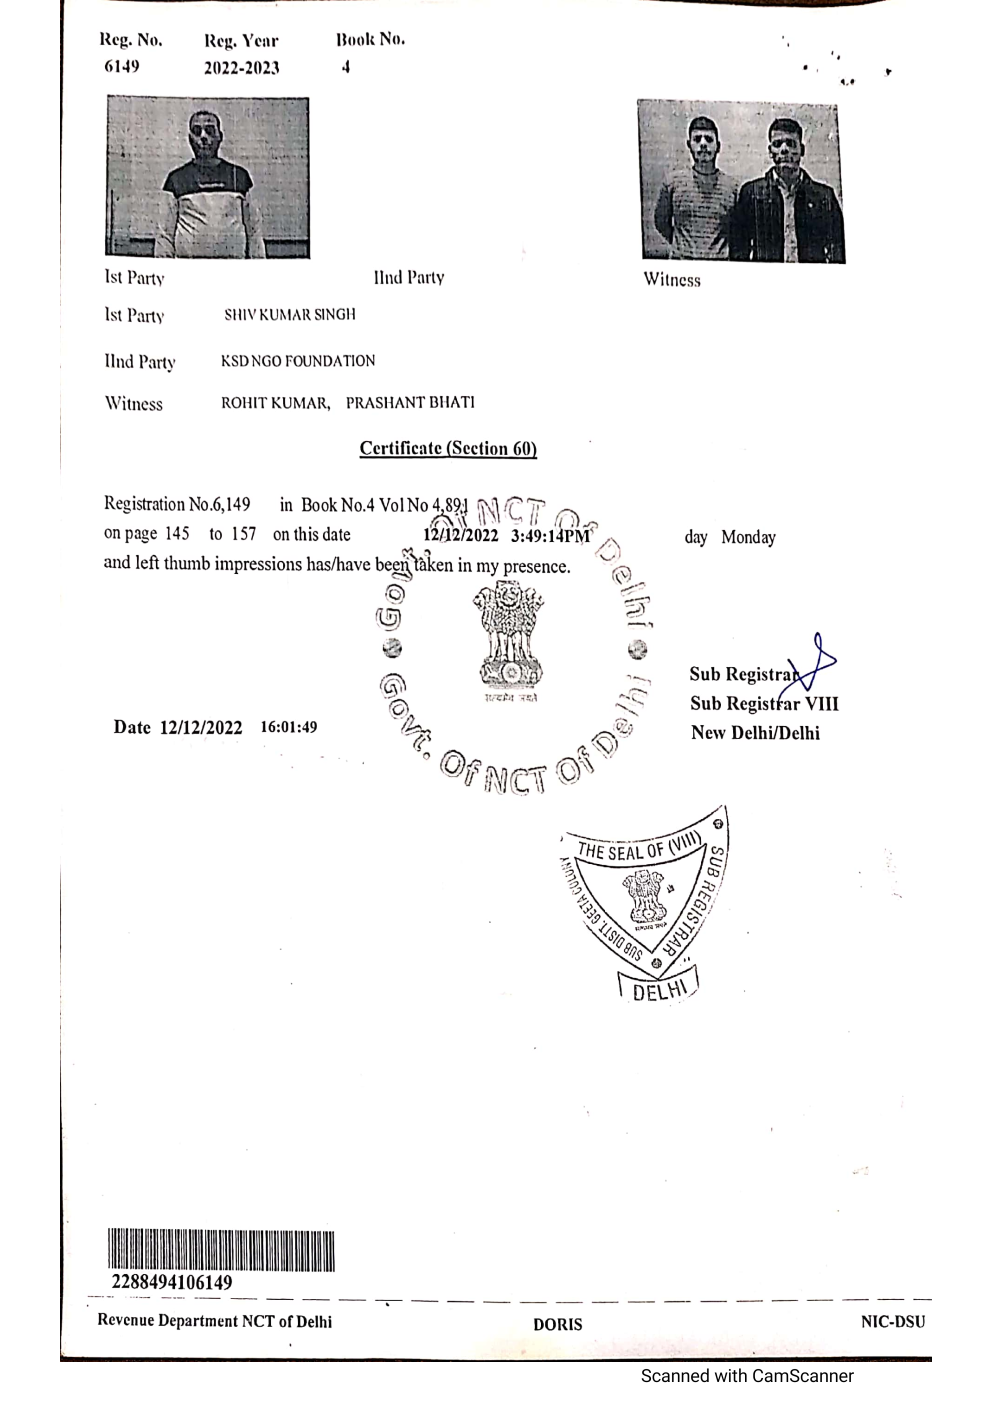 Reg. No. Reg. Year Book No.
6149 2022-2023 4
Ist Party IInd Party Witness
Ist Party SHIV KUMAR SINGH
IInd Party KSD NGO FOUNDATION
Witness ROHIT KUMAR, PRASHANT BHATI
Certificate (Section 60)
Registration No.6,149 in Book No.4 Vol No 4,891
on page 145 to 157 on this date 12/12/2022 3:49:14PM day Monday
and left thumb impressions has/have been taken in my presence.
Govt. Of NCT Of Delhi
Of NCT Of Delhi
सत्यमेव जयते
Sub Registrar
Sub Registrar VIII
Date 12/12/2022 16:01:49 New Delhi/Delhi
THE SEAL OF (VIII)
SUB REGISTRAR
SUB DISTT. GEETA COLONY
DELHI
2288494106149
Revenue Department NCT of Delhi DORIS NIC-DSU
Scanned with CamScanner